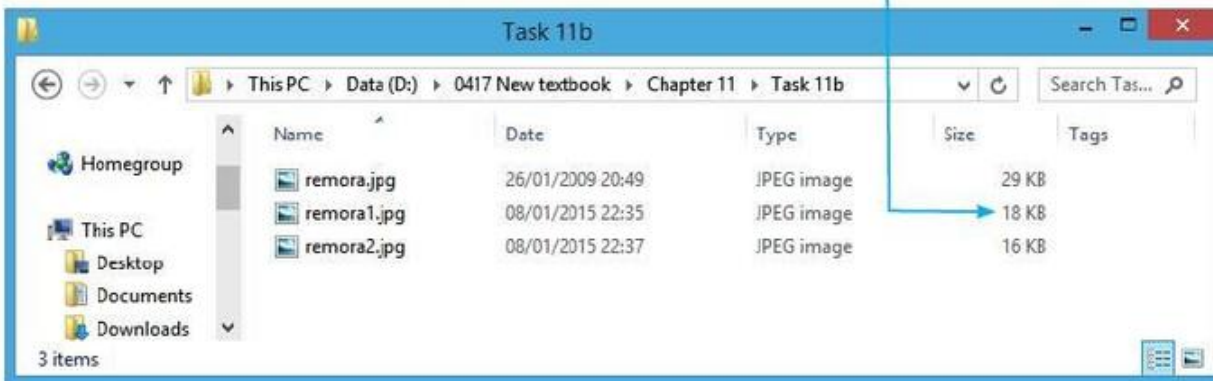 Task 11b
This PC Data (D:) 0417 New textbook Chapter 11 Task 11b Search Tas...
Name Date Type Size Tags
Homegroup
remora.jpg 26/01/2009 20:49 JPEG image 29 KB
This PC remora1.jpg 08/01/2015 22:35 JPEG image 18 KB
Desktop remora2.jpg 08/01/2015 22:37 JPEG image 16 KB
Documents
Downloads
3 items